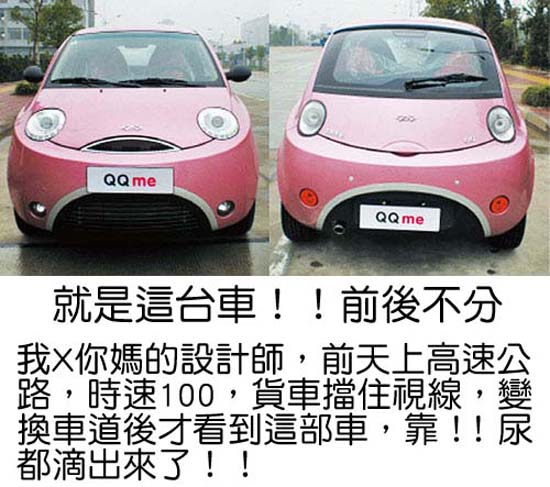 QQme
QQme
就是這台車！！前後不分
我X你媽的設計師，前天上高速公
路，時速100，貨車擋住視線，變
換車道後才看到這部車，靠！！尿
都滴出來了！！